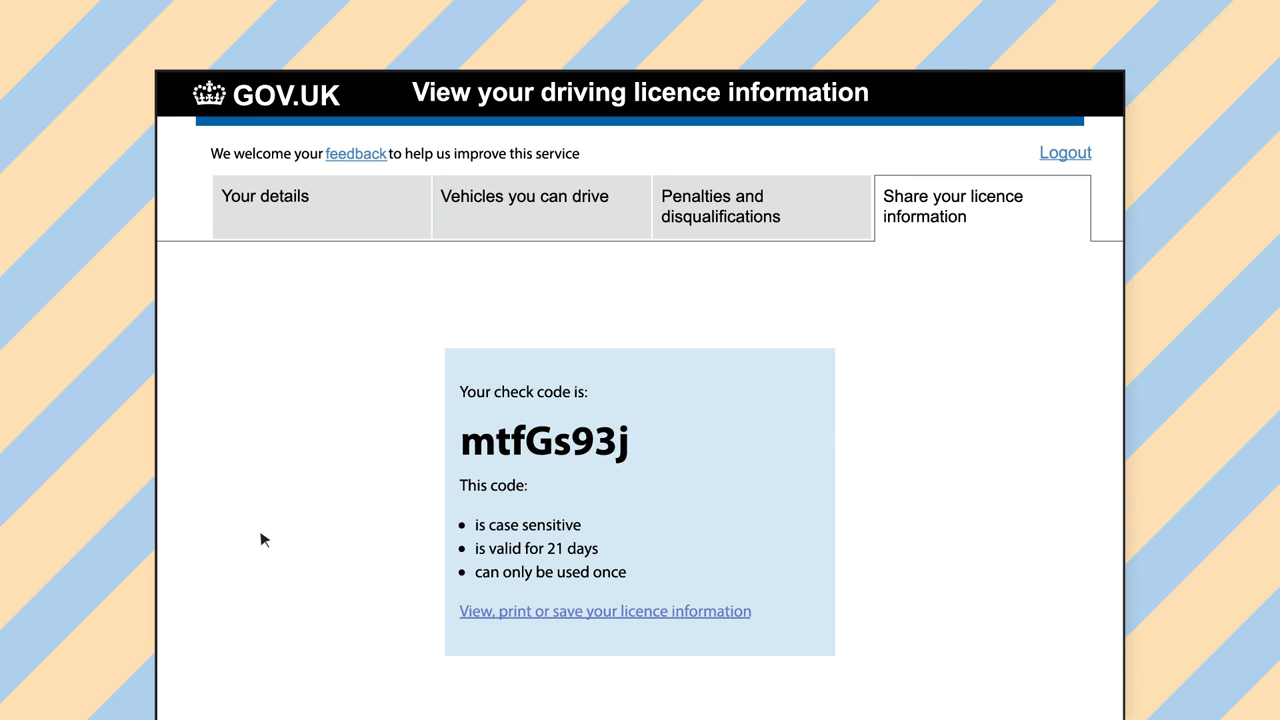 GOV.UK
View your driving licence information
We welcome your feedback to help us improve this service
Logout
Your details
Vehicles you can drive
Penalties and
disqualifications
Share your licence
information
Your check code is:
mtfGs93j
This code:
• is case sensitive
• is valid for 21 days
• can only be used once
View, print or save your licence information